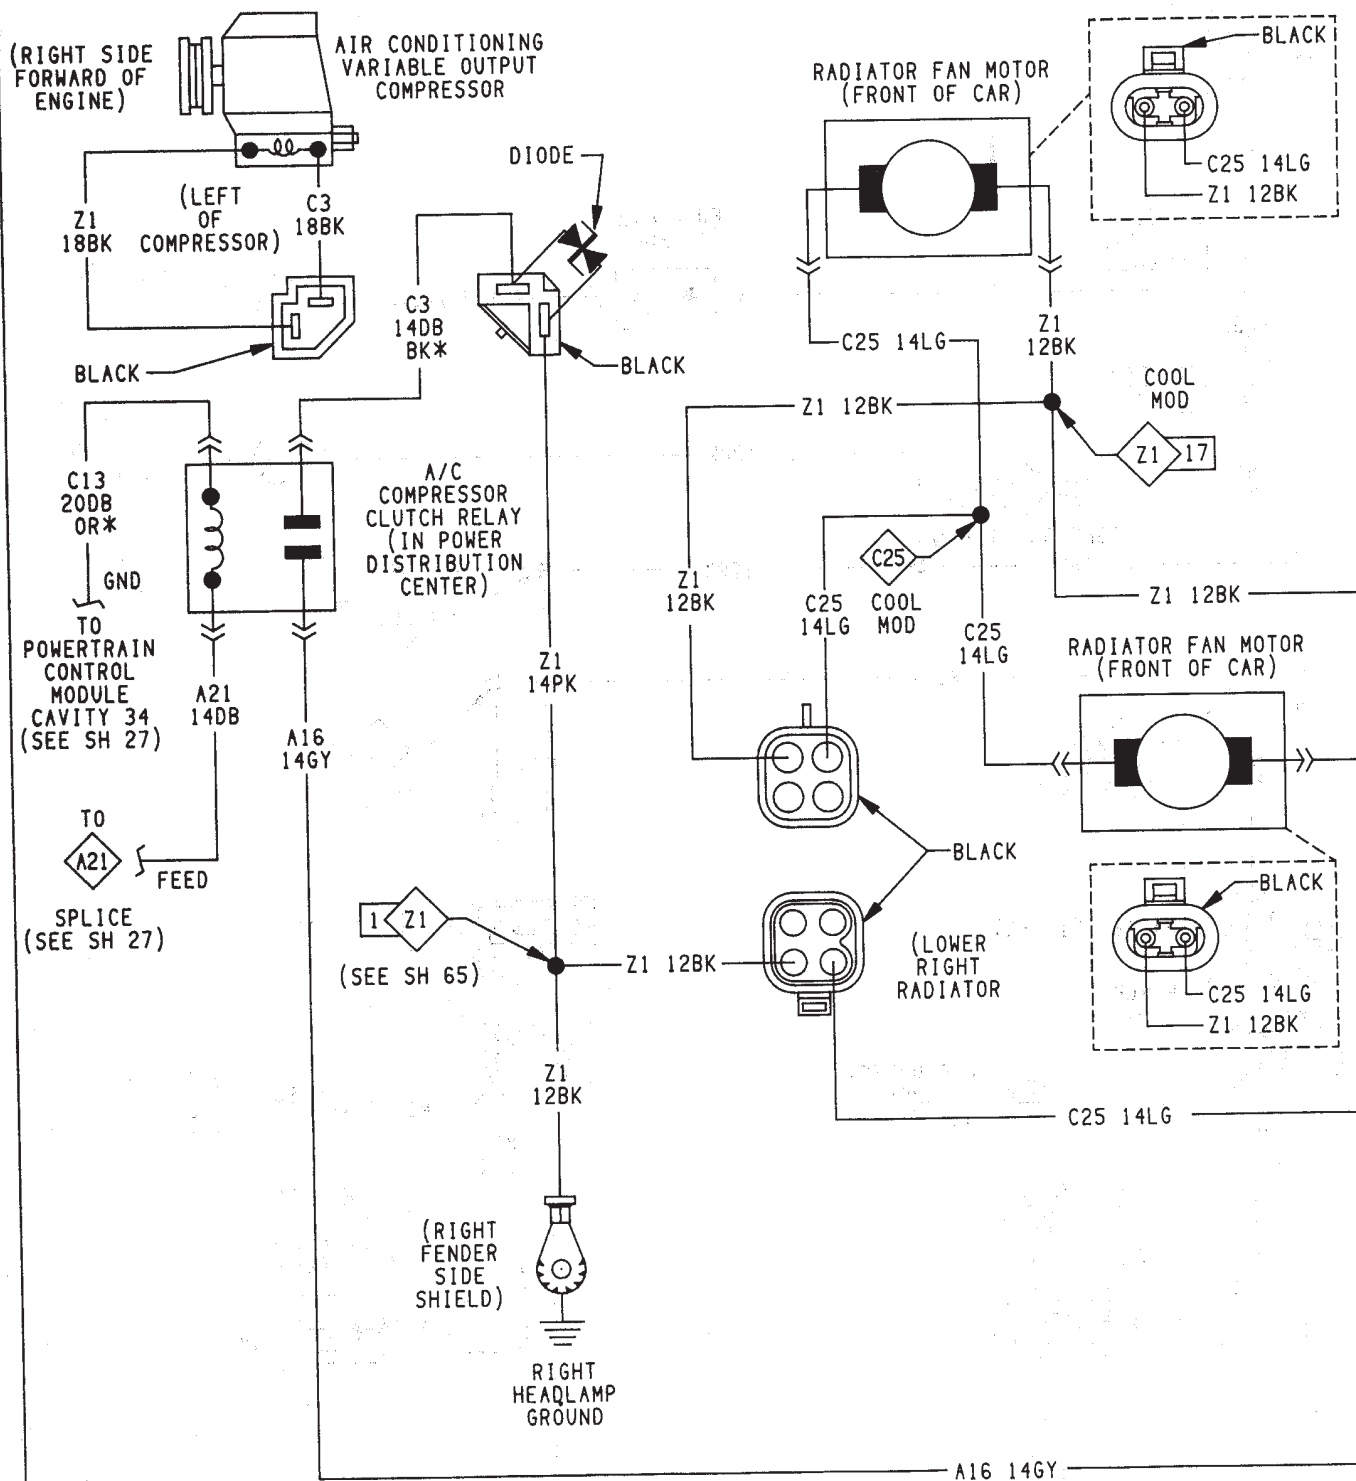 (RIGHT SIDE
FORWARD OF
ENGINE)
AIR CONDITIONING
VARIABLE OUTPUT
COMPRESSOR
Z1
18BK
(LEFT
OF
COMPRESSOR)
C3
18BK
BLACK
DIODE
C3
14DB
BK*
BLACK
RADIATOR FAN MOTOR
(FRONT OF CAR)
BLACK
C25 14LG
Z1 12BK
C25 14LG
Z1
12BK
Z1 12BK
COOL
MOD
Z1 17
C13
20DB
OR*
GND
TO
POWERTRAIN
CONTROL
MODULE
CAVITY 34
(SEE SH 27)
A/C
COMPRESSOR
CLUTCH RELAY
(IN POWER
DISTRIBUTION
CENTER)
A21
14DB
A16
14GY
TO
A21
FEED
SPLICE
(SEE SH 27)
Z1
14PK
Z1
12BK
C25
14LG
C25
COOL
MOD
C25
14LG
Z1 12BK
RADIATOR FAN MOTOR
(FRONT OF CAR)
BLACK
BLACK
C25 14LG
Z1 12BK
1 Z1
(SEE SH 65)
Z1 12BK
(LOWER
RIGHT
RADIATOR
Z1
12BK
C25 14LG
(RIGHT
FENDER
SIDE
SHIELD)
RIGHT
HEADLAMP
GROUND
A16 14GY